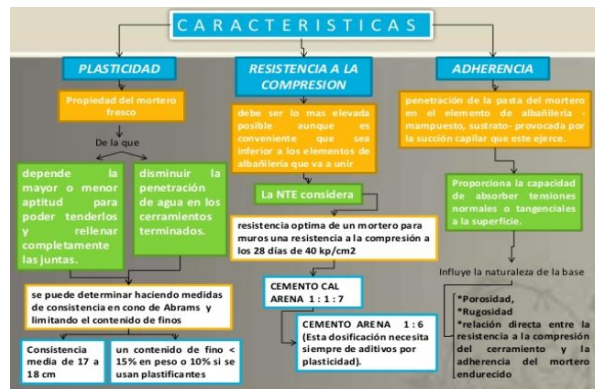 CARACTERISTICAS
PLASTICIDAD
Propiedad del mortero
fresco
De la que
depende la
mayor o menor
aptitud para
poder tenderlos
y rellenar
completamente
las juntas.
disminuir la
penetración
de agua en los
cerramientos
terminados.
se puede determinar haciendo medidas
de consistencia en cono de Abrams y
limitando el contenido de finos
Consistencia
media de 17 a
18 cm
un contenido de fino <
15% en peso o 10% si se
usan plastificantes
RESISTENCIA A LA
COMPRESION
debe ser lo mas elevada
posible aunque es
conveniente que sea
inferior a los elementos de
albañilería que va a unir
La NTE considera
resistencia optima de un mortero para
muros una resistencia a la compresión a
los 28 días de 40 kp/cm2
CEMENTO CAL
ARENA 1 : 1 : 7
CEMENTO ARENA 1 : 6
(Esta dosificación necesita
siempre de aditivos por
plasticidad).
ADHERENCIA
penetración de la pasta del mortero
en el elemento de albañilería -
mampuesto, sustrato- provocada por
la succión capilar que este ejerce.
Proporciona la capacidad
de absorber tensiones
normales o tangenciales
a la superficie.
Influye la naturaleza de la base
*Porosidad,
*Rugosidad
*relación directa entre la
resistencia a la compresión
del cerramiento y la
adherencia del mortero
endurecido